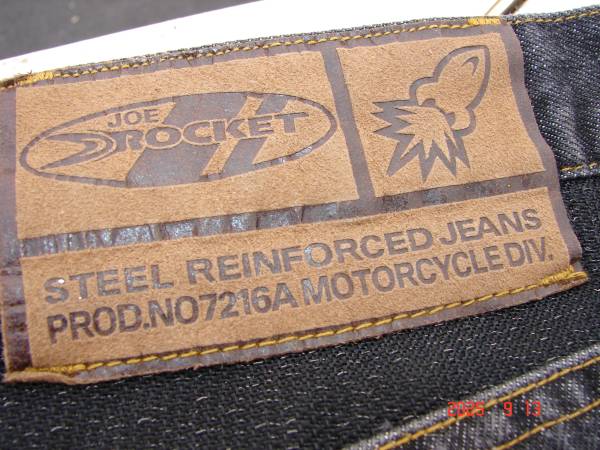 JOE
ROCKET
STEEL REINFORCED JEANS
PROD.NO7216A MOTORCYCLE DIV.
2005 9 13